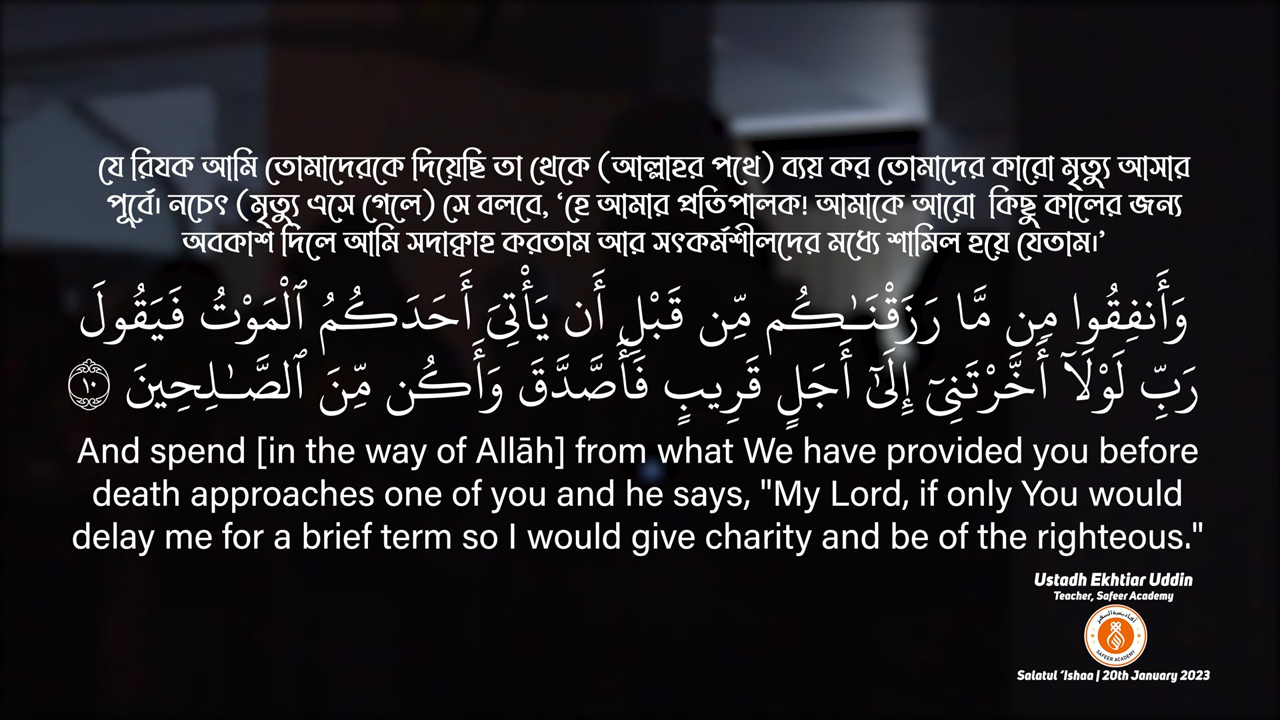 যে রিযক আমি তোমাদেরকে দিয়েছি তা থেকে (আল্লাহর পথে) ব্যয় কর তোমাদের কারো মৃত্যু আসার
পূর্বে। নচেৎ (মৃত্যু এসে গেলে) সে বলবে, ‘হে আমার প্রতিপালক! আমাকে আরো কিছু কালের জন্য
অবকাশ দিলে আমি সদাক্বাহ করতাম আর সৎকর্মশীলদের মধ্যে শামিল হয়ে যেতাম।’
وَأَنفِقُوا مِن مَّا رَزَقْنَـٰكُم مِّن قَبْلِ أَن يَأْتِىَ أَحَدَكُمُ ٱلْمَوْتُ فَيَقُولَ
رَبِّ لَوْلَآ أَخَّرْتَنِىٓ إِلَىٰٓ أَجَلٍ قَرِيبٍ فَأَصَّدَّقَ وَأَكُن مِّنَ ٱلصَّـٰلِحِينَ ١٠
And spend [in the way of Allāh] from what We have provided you before
death approaches one of you and he says, "My Lord, if only You would
delay me for a brief term so I would give charity and be of the righteous."
Ustadh Ekhtiar Uddin
Teacher, Safeer Academy
أكاديمية السفير
SAFEER ACADEMY
Salatul ‘Ishaa | 20th January 2023